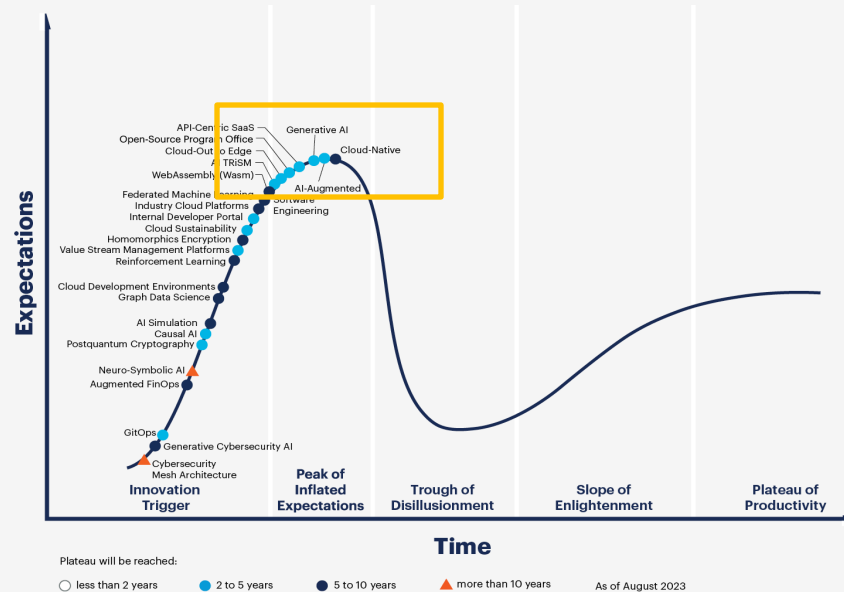 API-Centric SaaS
Generative AI
Open-Source Program Office
Cloud-Out to Edge
Cloud-Native
AI TRiSM
WebAssembly (Wasm)
AI-Augmented
Software
Engineering
Federated Machine Learning
Industry Cloud Platforms
Internal Developer Portal
Cloud Sustainability
Homomorphics Encryption
Value Stream Management Platforms
Reinforcement Learning
Cloud Development Environments
Graph Data Science
AI Simulation
Causal AI
Postquantum Cryptography
Neuro-Symbolic AI
Augmented FinOps
GitOps
Generative Cybersecurity AI
Cybersecurity
Mesh Architecture
Expectations
Innovation
Trigger
Peak of
Inflated
Expectations
Trough of
Disillusionment
Slope of
Enlightenment
Plateau of
Productivity
Time
Plateau will be reached:
less than 2 years
2 to 5 years
5 to 10 years
more than 10 years
As of August 2023